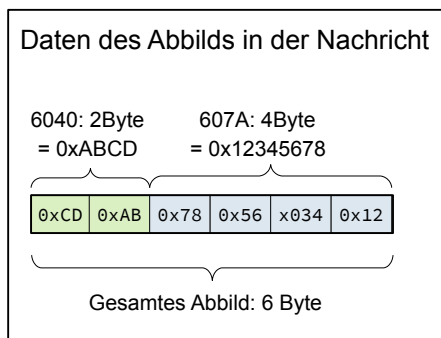 Daten des Abbilds in der Nachricht
6040: 2Byte
= 0xABCD
607A: 4Byte
= 0x12345678
0xCD 0xAB 0x78 0x56 x034 0x12
Gesamtes Abbild: 6 Byte